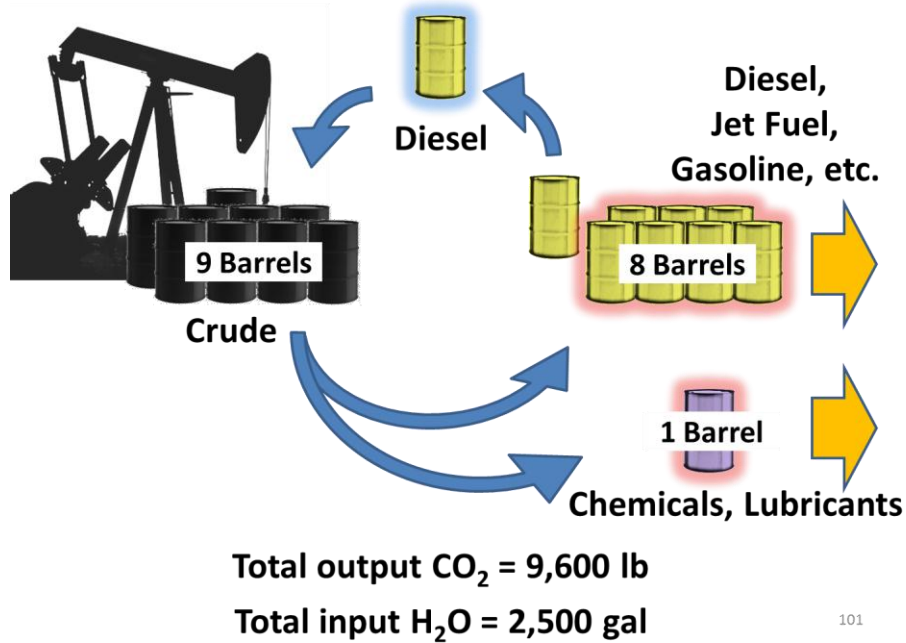 Diesel
Diesel,
Jet Fuel,
Gasoline, etc.
9 Barrels
8 Barrels
Crude
1 Barrel
Chemicals, Lubricants
Total output CO₂ = 9,600 lb
Total input H₂O = 2,500 gal
101